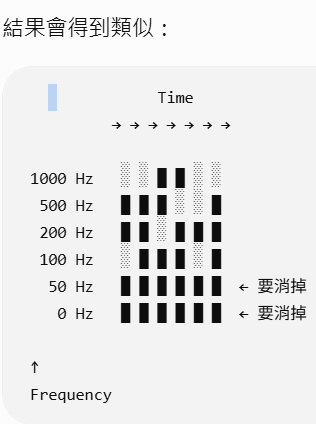 結果會得到類似：
Time
→ → → → → → →
1000 Hz ░ ░ █ █ ░ ░
500 Hz █ █ █ ░ ░ █
200 Hz █ █ ░ █ █ █
100 Hz ░ █ █ █ ░ █
50 Hz █ █ █ █ █ █ ← 要消掉
0 Hz █ █ █ █ █ █ ← 要消掉
↑
Frequency